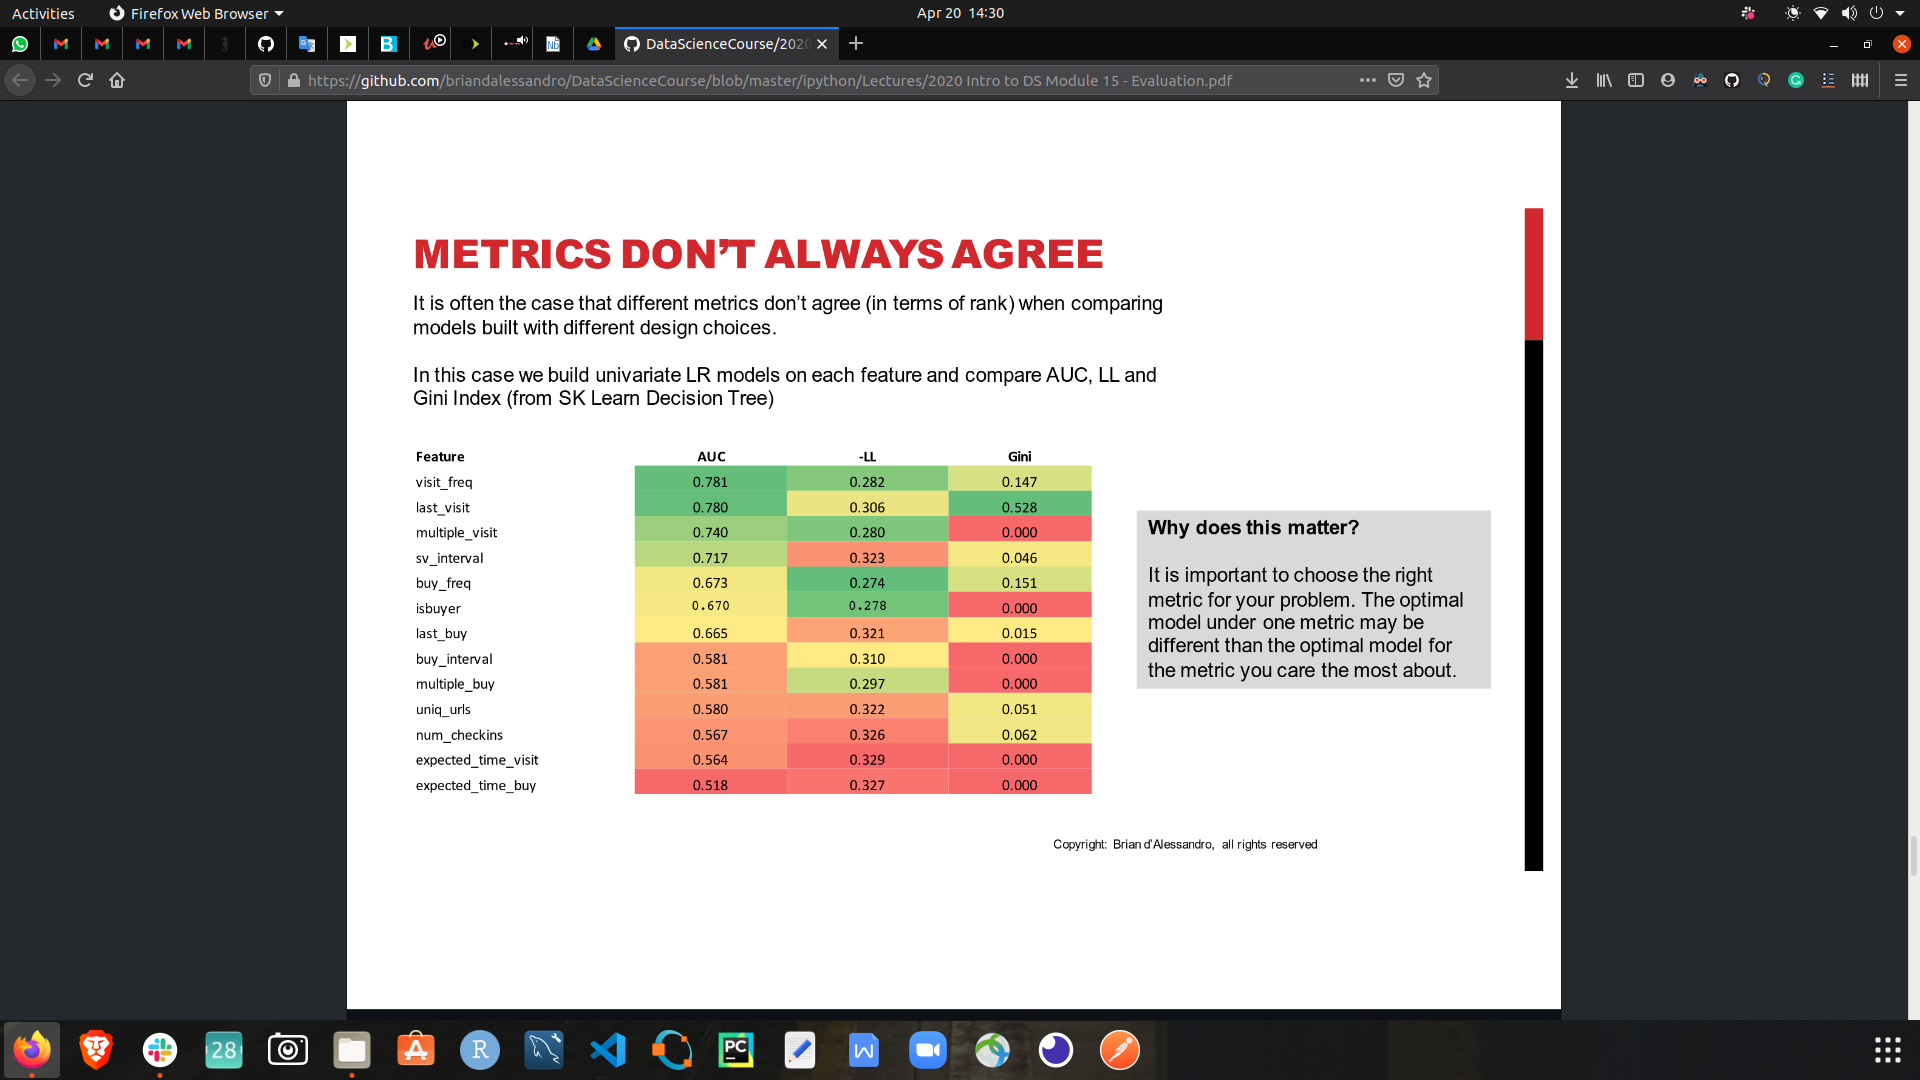 Activities
Firefox Web Browser
Apr 20 14:30
DataScienceCourse/2020
https://github.com/briandalessandro/DataScienceCourse/blob/master/ipython/Lectures/2020 Intro to DS Module 15 - Evaluation.pdf
METRICS DON’T ALWAYS AGREE
It is often the case that different metrics don’t agree (in terms of rank) when comparing
models built with different design choices.
In this case we build univariate LR models on each feature and compare AUC, LL and
Gini Index (from SK Learn Decision Tree)
Feature AUC -LL Gini
visit_freq 0.781 0.282 0.147
last_visit 0.780 0.306 0.528
multiple_visit 0.740 0.280 0.000
sv_interval 0.717 0.323 0.046
buy_freq 0.673 0.274 0.151
isbuyer 0.670 0.278 0.000
last_buy 0.665 0.321 0.015
buy_interval 0.581 0.310 0.000
multiple_buy 0.581 0.297 0.000
uniq_urls 0.580 0.322 0.051
num_checkins 0.567 0.326 0.062
expected_time_visit 0.564 0.329 0.000
expected_time_buy 0.518 0.327 0.000
Why does this matter?
It is important to choose the right
metric for your problem. The optimal
model under one metric may be
different than the optimal model for
the metric you care the most about.
Copyright: Brian d’Alessandro, all rights reserved
28
R
PC
W